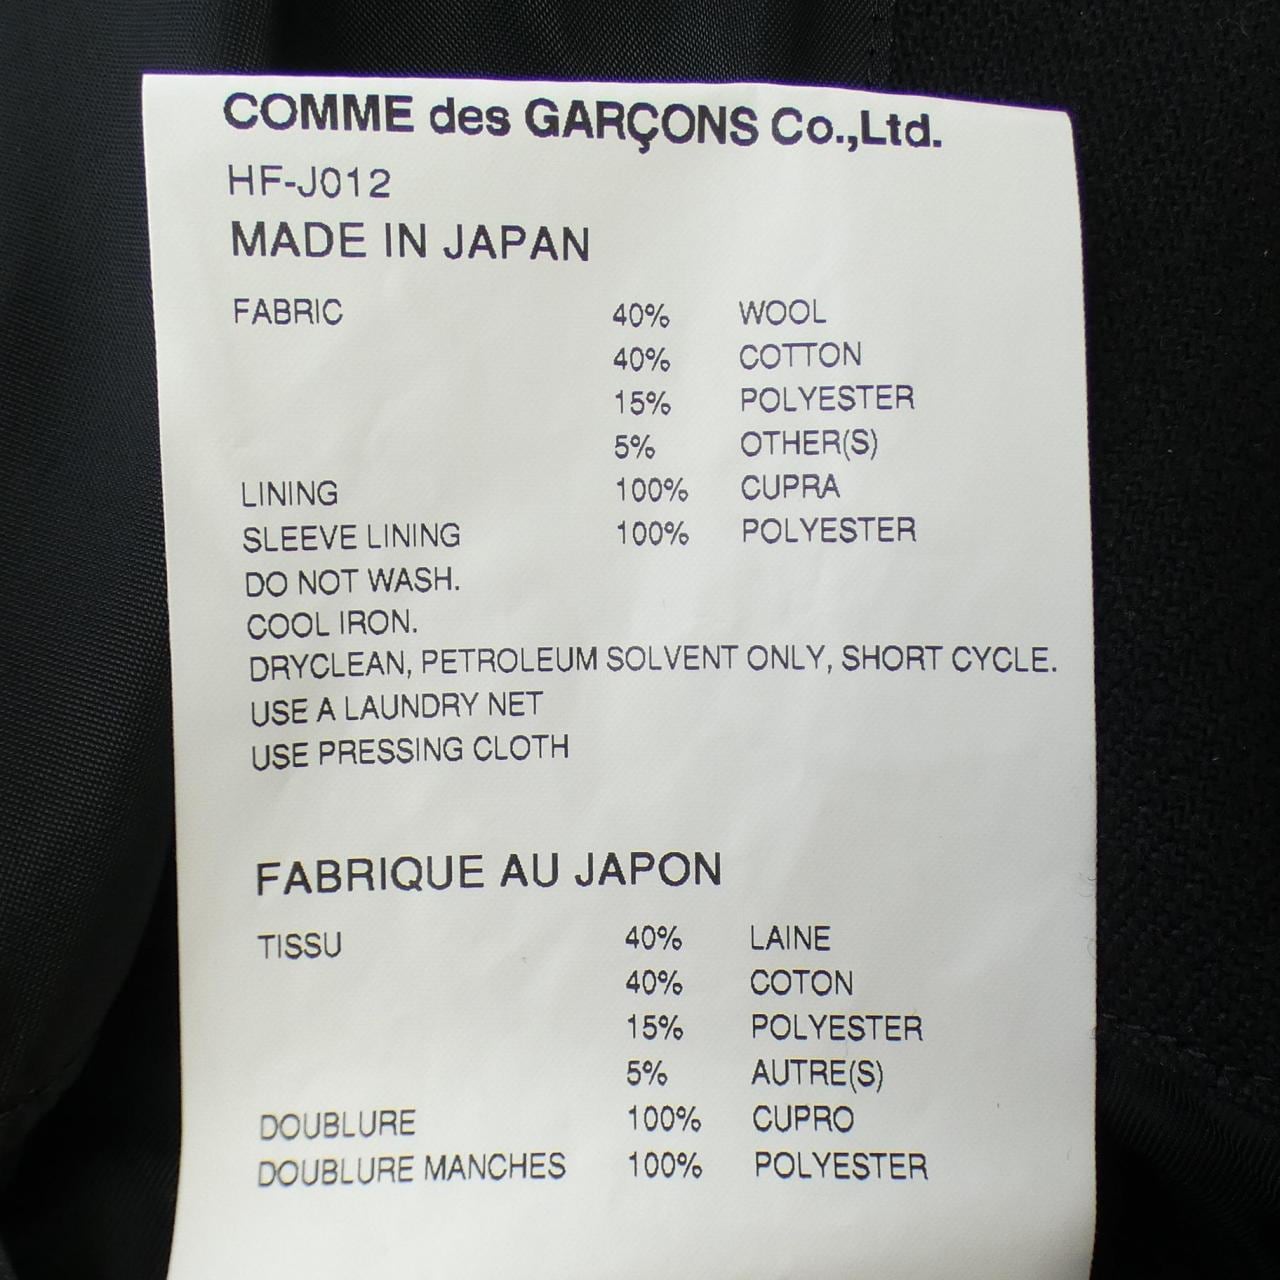 COMME des GARÇONS Co.,Ltd.
HF-J012
MADE IN JAPAN
FABRIC 40% WOOL
40% COTTON
15% POLYESTER
5% OTHER(S)
LINING 100% CUPRA
SLEEVE LINING 100% POLYESTER
DO NOT WASH.
COOL IRON.
DRYCLEAN, PETROLEUM SOLVENT ONLY, SHORT CYCLE.
USE A LAUNDRY NET
USE PRESSING CLOTH
FABRIQUE AU JAPON
TISSU 40% LAINE
40% COTON
15% POLYESTER
5% AUTRE(S)
DOUBLURE 100% CUPRO
DOUBLURE MANCHES 100% POLYESTER